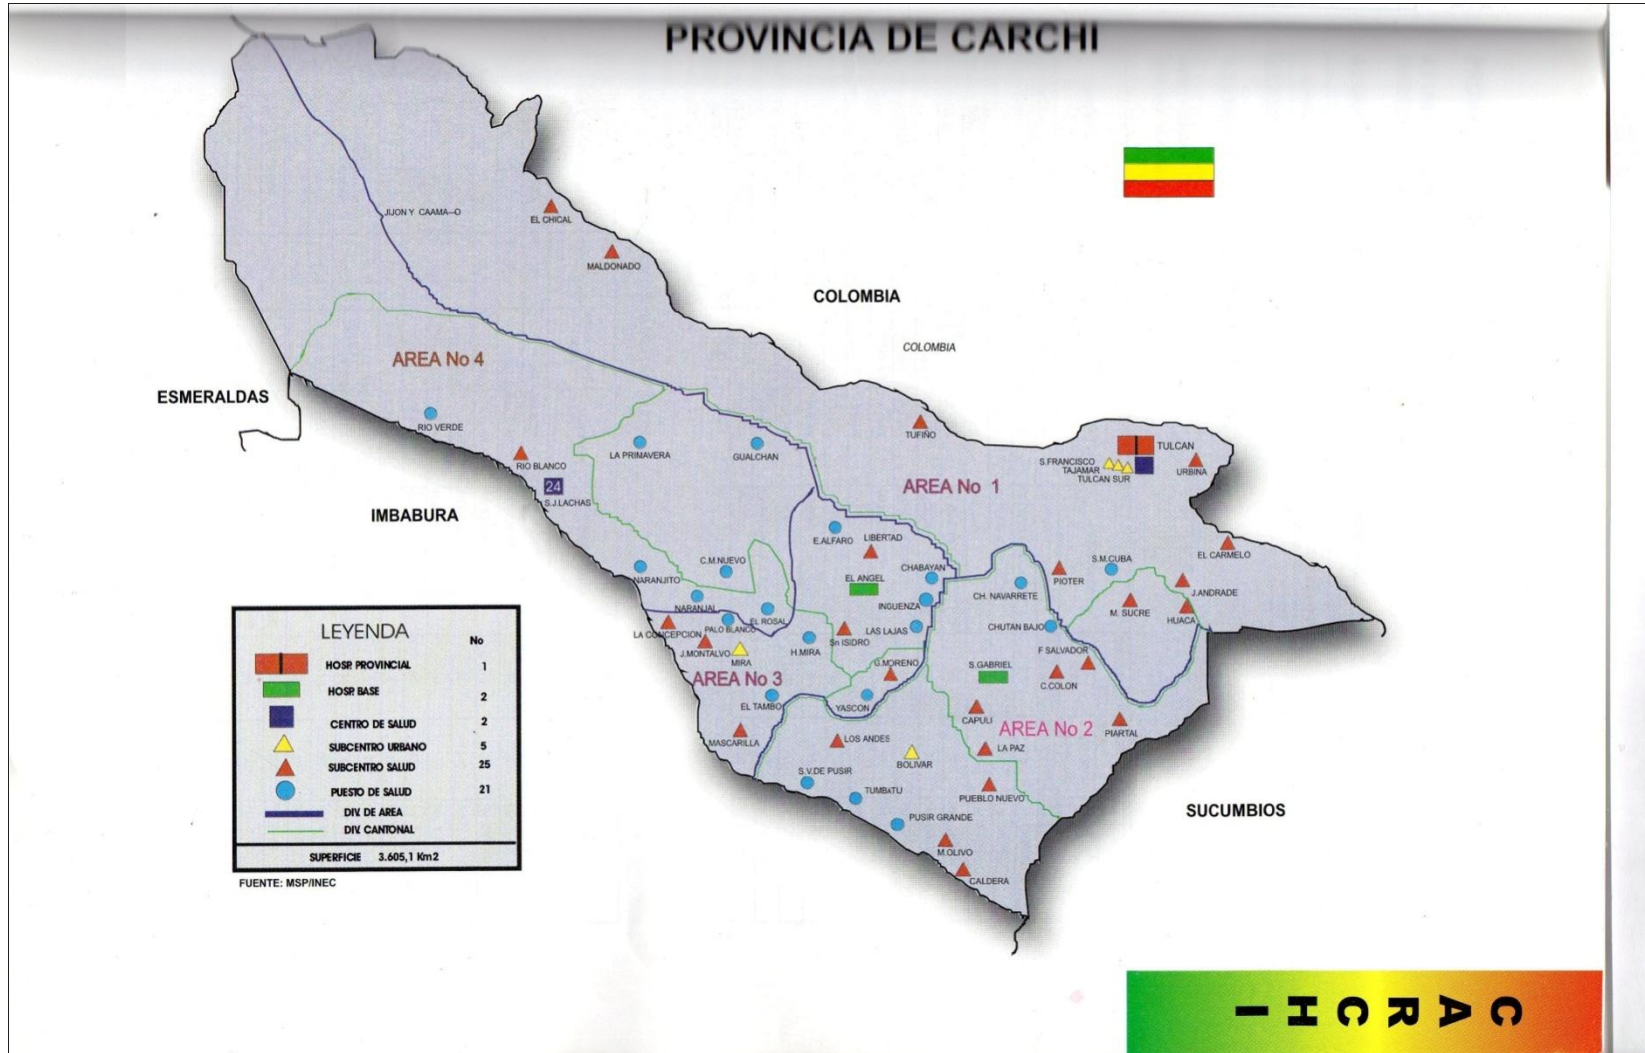 PROVINCIA DE CARCHI
JIJON Y CAAMA–O
EL CHICAL
MALDONADO
COLOMBIA
COLOMBIA
AREA No 4
ESMERALDAS
RIO VERDE
TUFIÑO
TULCAN
S.FRANCISCO
TAJAMAR
TULCAN SUR
URBINA
LA PRIMAVERA
GUALCHAN
RIO BLANCO
24
S.J.LACHAS
AREA No 1
IMBABURA
E.ALFARO
LIBERTAD
EL CARMELO
C.M.NUEVO
S.M.CUBA
CHABAYAN
NARANJITO
EL ANGEL
PIOTER
J.ANDRADE
CH. NAVARRETE
NARANJAL
INGUENZA
M. SUCRE
HUACA
EL ROSAL
PALO BLANCO
LA CONCEPCION
LAS LAJAS
CHUTAN BAJO
Sn ISIDRO
J.MONTALVO
MIRA
H.MIRA
F SALVADOR
G.MORENO
S.GABRIEL
AREA No 3
C.COLON
EL TAMBO
YASCON
CAPULI
AREA No 2
PIARTAL
MASCARILLA
LOS ANDES
LA PAZ
BOLIVAR
S.V.DE PUSIR
TUMBATU
PUEBLO NUEVO
PUSIR GRANDE
SUCUMBIOS
M.OLIVO
CALDERA
LEYENDA No
HOSP. PROVINCIAL 1
HOSP. BASE 2
CENTRO DE SALUD 2
SUBCENTRO URBANO 5
SUBCENTRO SALUD 25
PUESTO DE SALUD 21
DIV. DE AREA
DIV. CANTONAL
SUPERFICIE 3.605,1 Km2
FUENTE: MSP/INEC
CARCHI